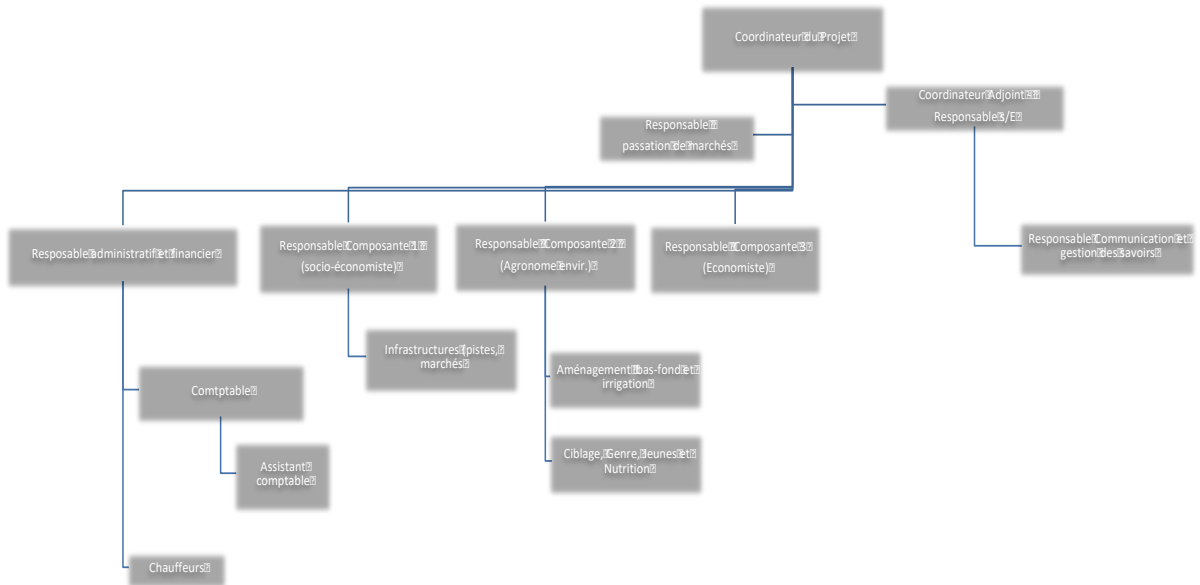 Coordinateur du Projet
Coordinateur Adjoint -
Responsable s/E
Responsable
passation de marchés
Resposable administratif et financier
Responsable Composante 1
(socio-économiste)
Responsable Composante 2
(Agronome envir.)
Responsable Composante 3
(Economiste)
Responsable Communication et
gestion des savoirs
Infrastructures (pistes,
marchés
Aménagement bas-fond et
irrigation
Comtptable
Ciblage, Genre, Jeunes et
Nutrition
Assistant
comptable
Chauffeurs